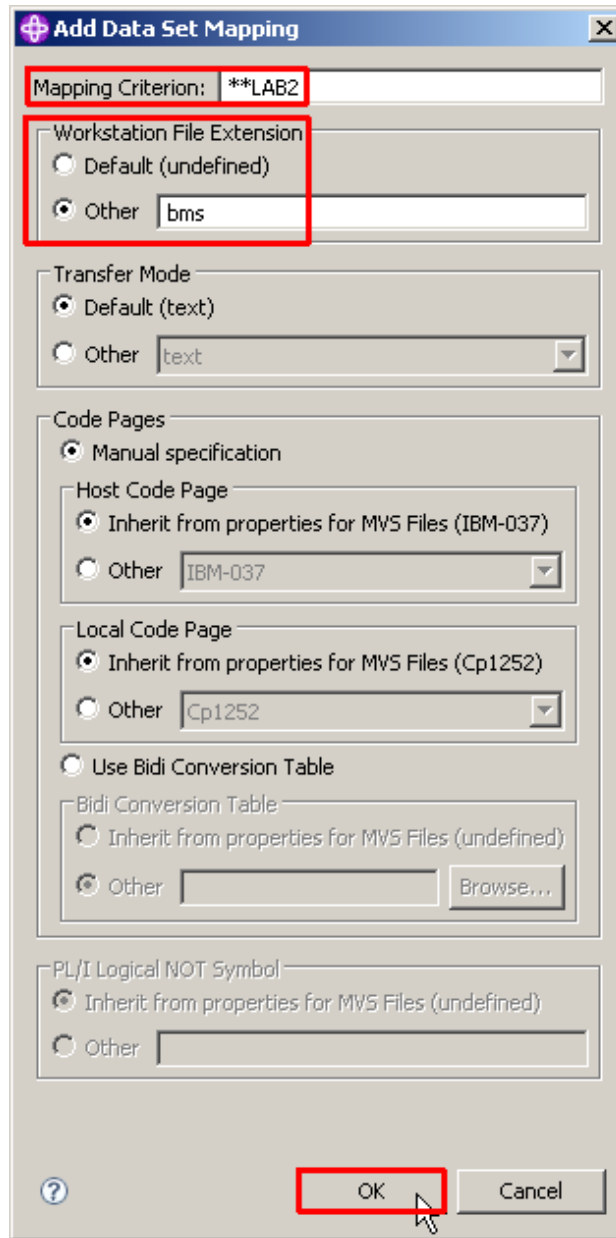 Add Data Set Mapping
Mapping Criterion: **LAB2
Workstation File Extension
Default (undefined)
Other bms
Transfer Mode
Default (text)
Other text
Code Pages
Manual specification
Host Code Page
Inherit from properties for MVS Files (IBM-037)
Other IBM-037
Local Code Page
Inherit from properties for MVS Files (Cp1252)
Other Cp1252
Use Bidi Conversion Table
Bidi Conversion Table
Inherit from properties for MVS Files (undefined)
Other Browse...
PL/I Logical NOT Symbol
Inherit from properties for MVS Files (undefined)
Other
? OK Cancel